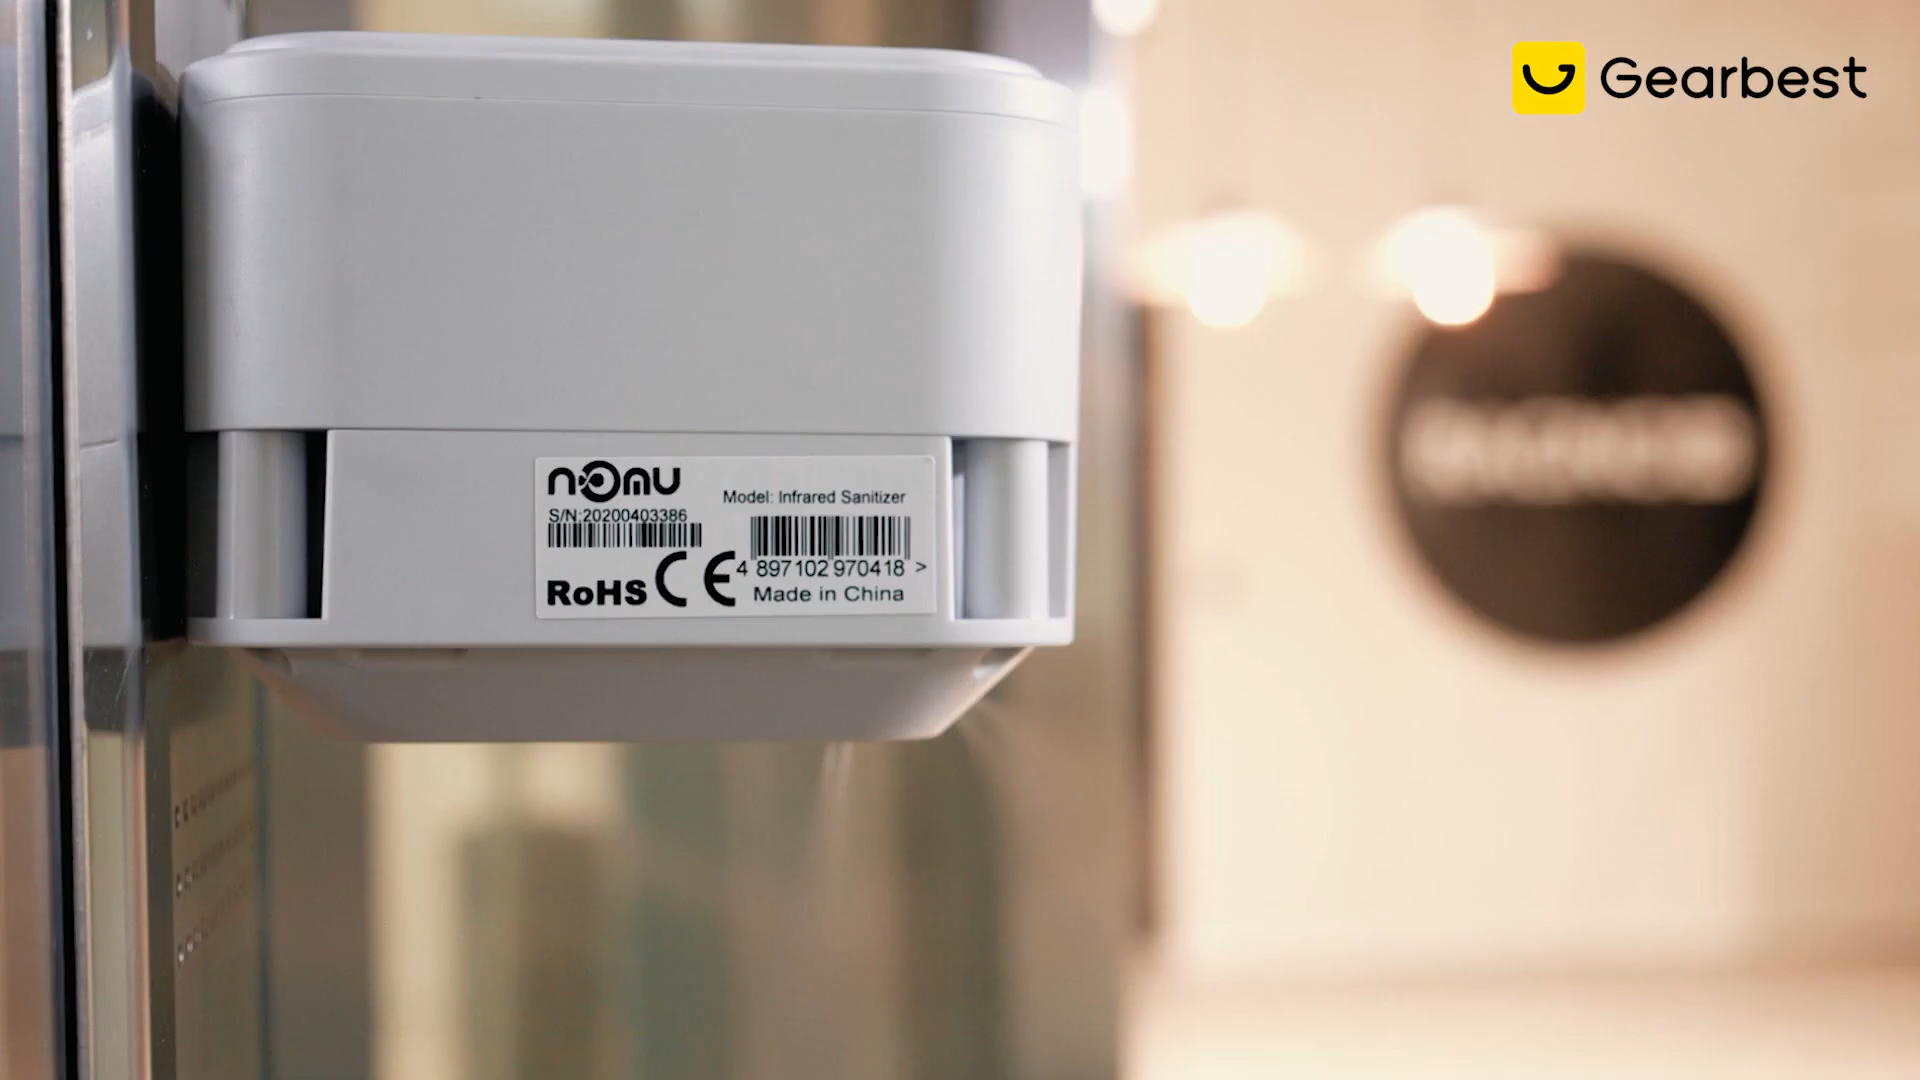 Gearbest
nomu
Model: Infrared Sanitizer
S/N:20200403386
4 897102 970418 >
RoHS CE
Made in China